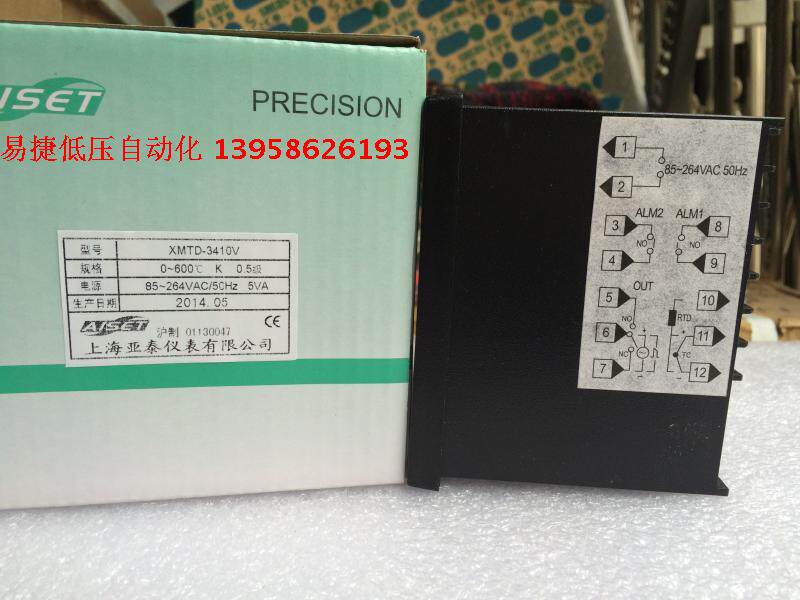 AISET
PRECISION
易捷低压自动化 13958626193
型号 XMTD-3410V
规格 0~600℃ K 0.5级
电源 85~264VAC/50Hz 5VA
生产日期 2014.05
AISET 沪制 01130047 CE
上海亚泰仪表有限公司
1
85~264VAC 50Hz
2
ALM2 ALM1
3 8
NO NO
4 9
OUT
5 10
NO RTD
6 11
NC TC
7 12